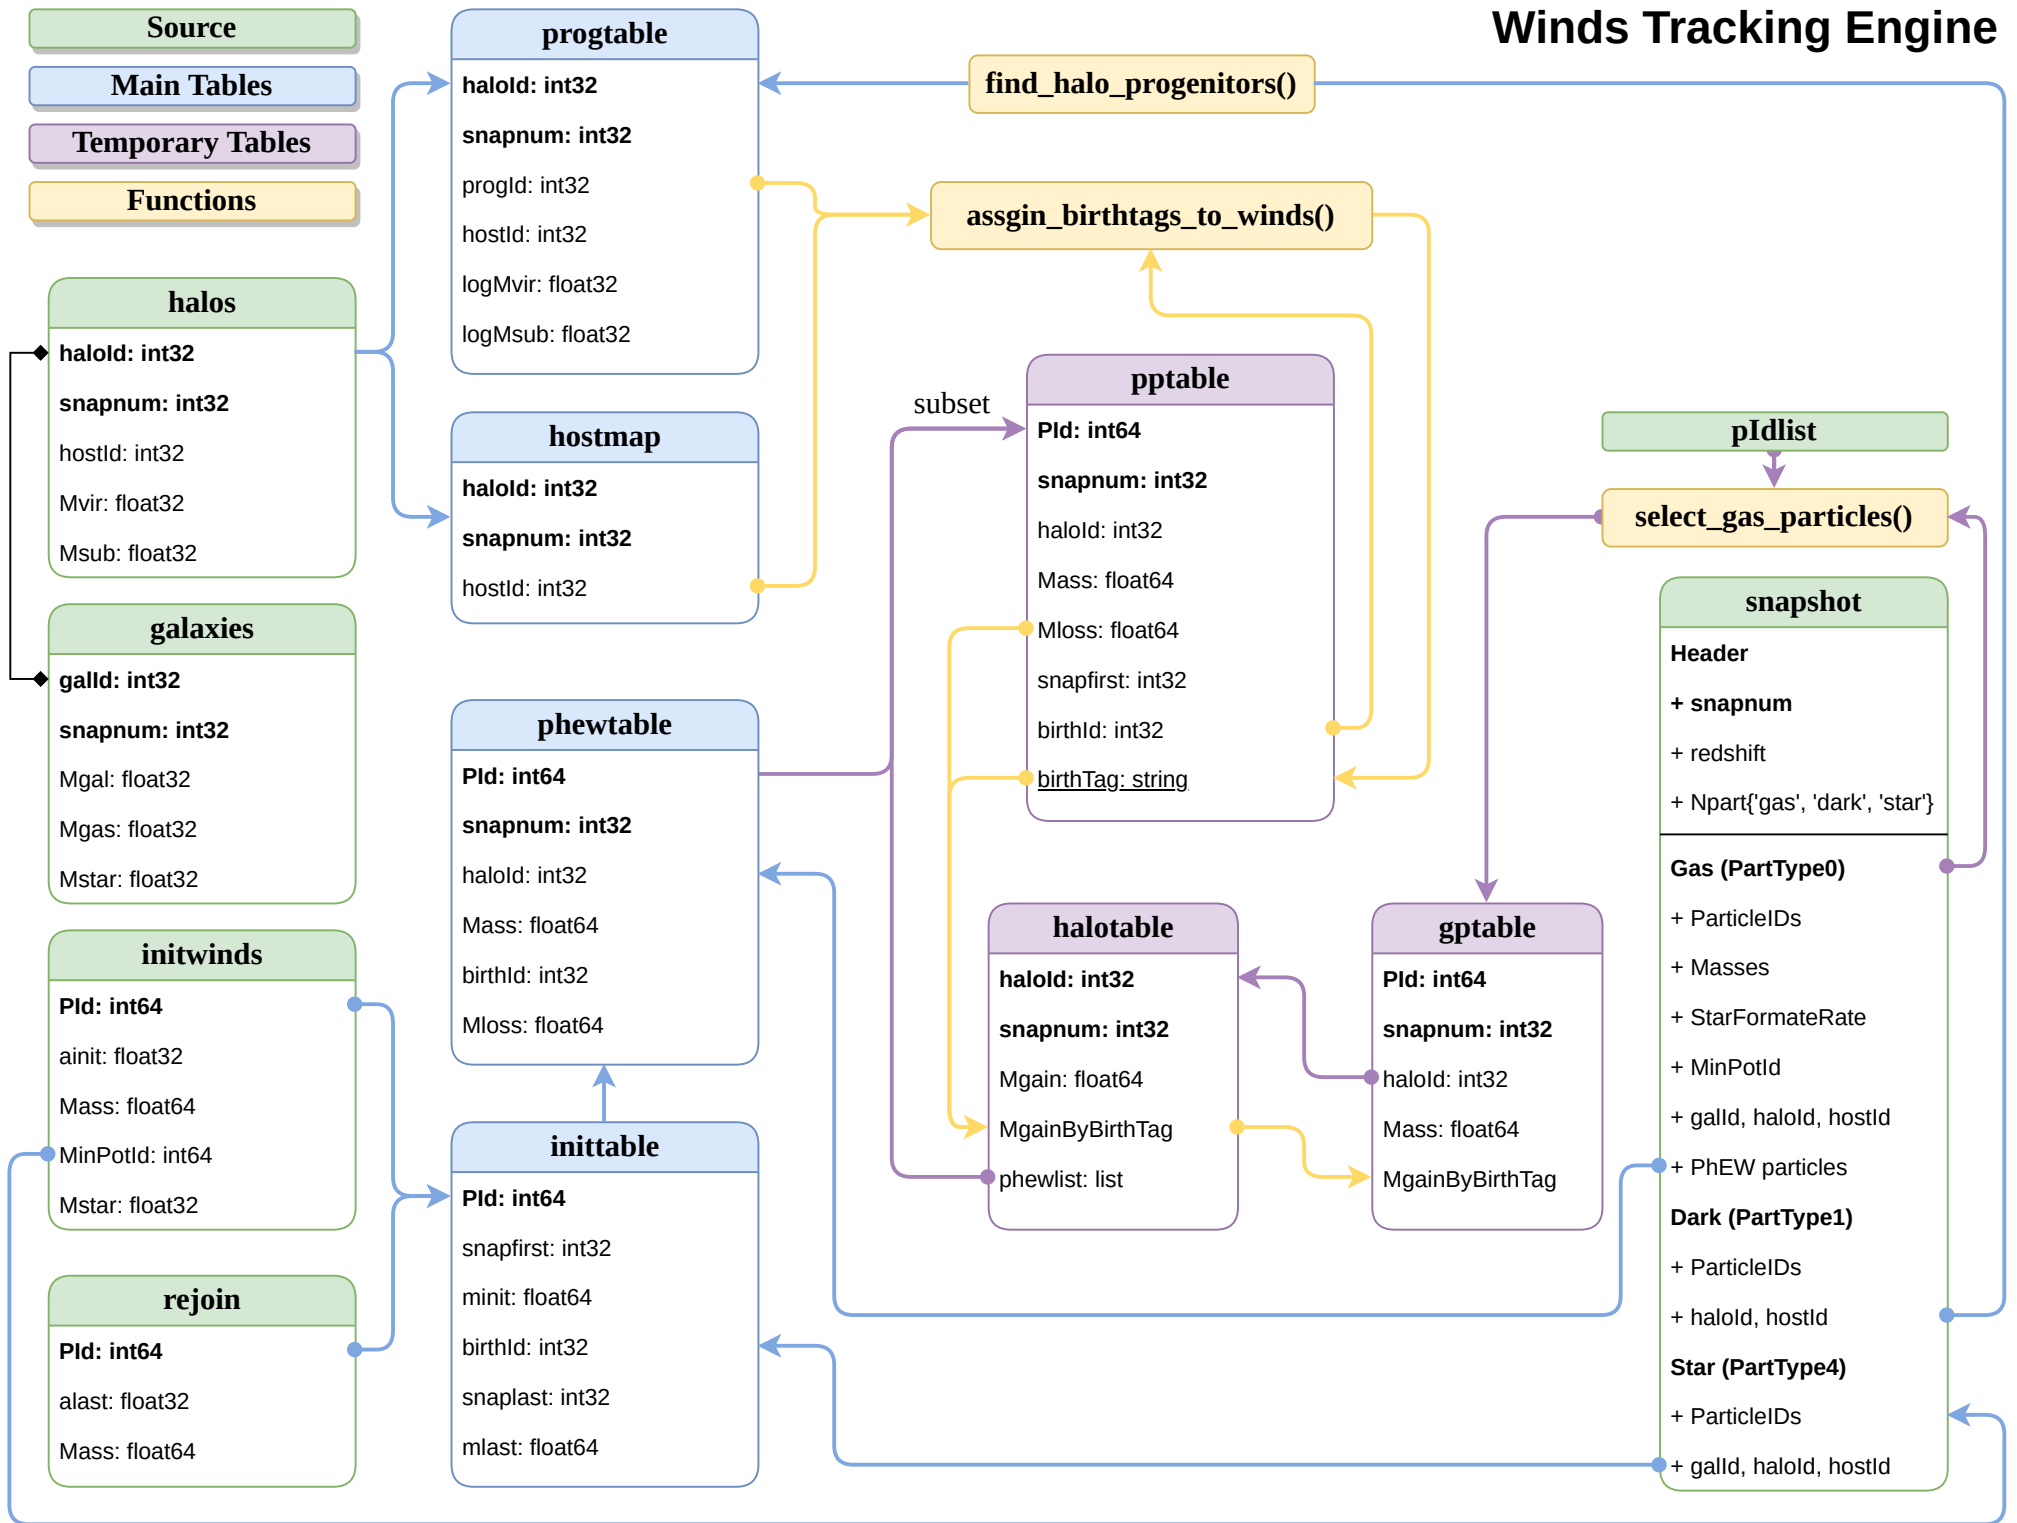 Winds Tracking Engine
Source
Main Tables
Temporary Tables
Functions
halos
haloId: int32
snapnum: int32
hostId: int32
Mvir: float32
Msub: float32
galaxies
galId: int32
snapnum: int32
Mgal: float32
Mgas: float32
Mstar: float32
initwinds
PId: int64
ainit: float32
Mass: float64
MinPotId: int64
Mstar: float32
rejoin
PId: int64
alast: float32
Mass: float64
progtable
haloId: int32
snapnum: int32
progId: int32
hostId: int32
logMvir: float32
logMsub: float32
hostmap
haloId: int32
snapnum: int32
hostId: int32
phewtable
PId: int64
snapnum: int32
haloId: int32
Mass: float64
birthId: int32
Mloss: float64
inittable
PId: int64
snapfirst: int32
minit: float64
birthId: int32
snaplast: int32
mlast: float64
find_halo_progenitors()
assgin_birthtags_to_winds()
subset
pptable
PId: int64
snapnum: int32
haloId: int32
Mass: float64
Mloss: float64
snapfirst: int32
birthId: int32
birthTag: string
halotable
haloId: int32
snapnum: int32
Mgain: float64
MgainByBirthTag
phewlist: list
gptable
PId: int64
snapnum: int32
haloId: int32
Mass: float64
MgainByBirthTag
pIdlist
select_gas_particles()
snapshot
Header
+ snapnum
+ redshift
+ Npart{'gas', 'dark', 'star'}
Gas (PartType0)
+ ParticleIDs
+ Masses
+ StarFormateRate
+ MinPotId
+ galId, haloId, hostId
+ PhEW particles
Dark (PartType1)
+ ParticleIDs
+ haloId, hostId
Star (PartType4)
+ ParticleIDs
+ galId, haloId, hostId